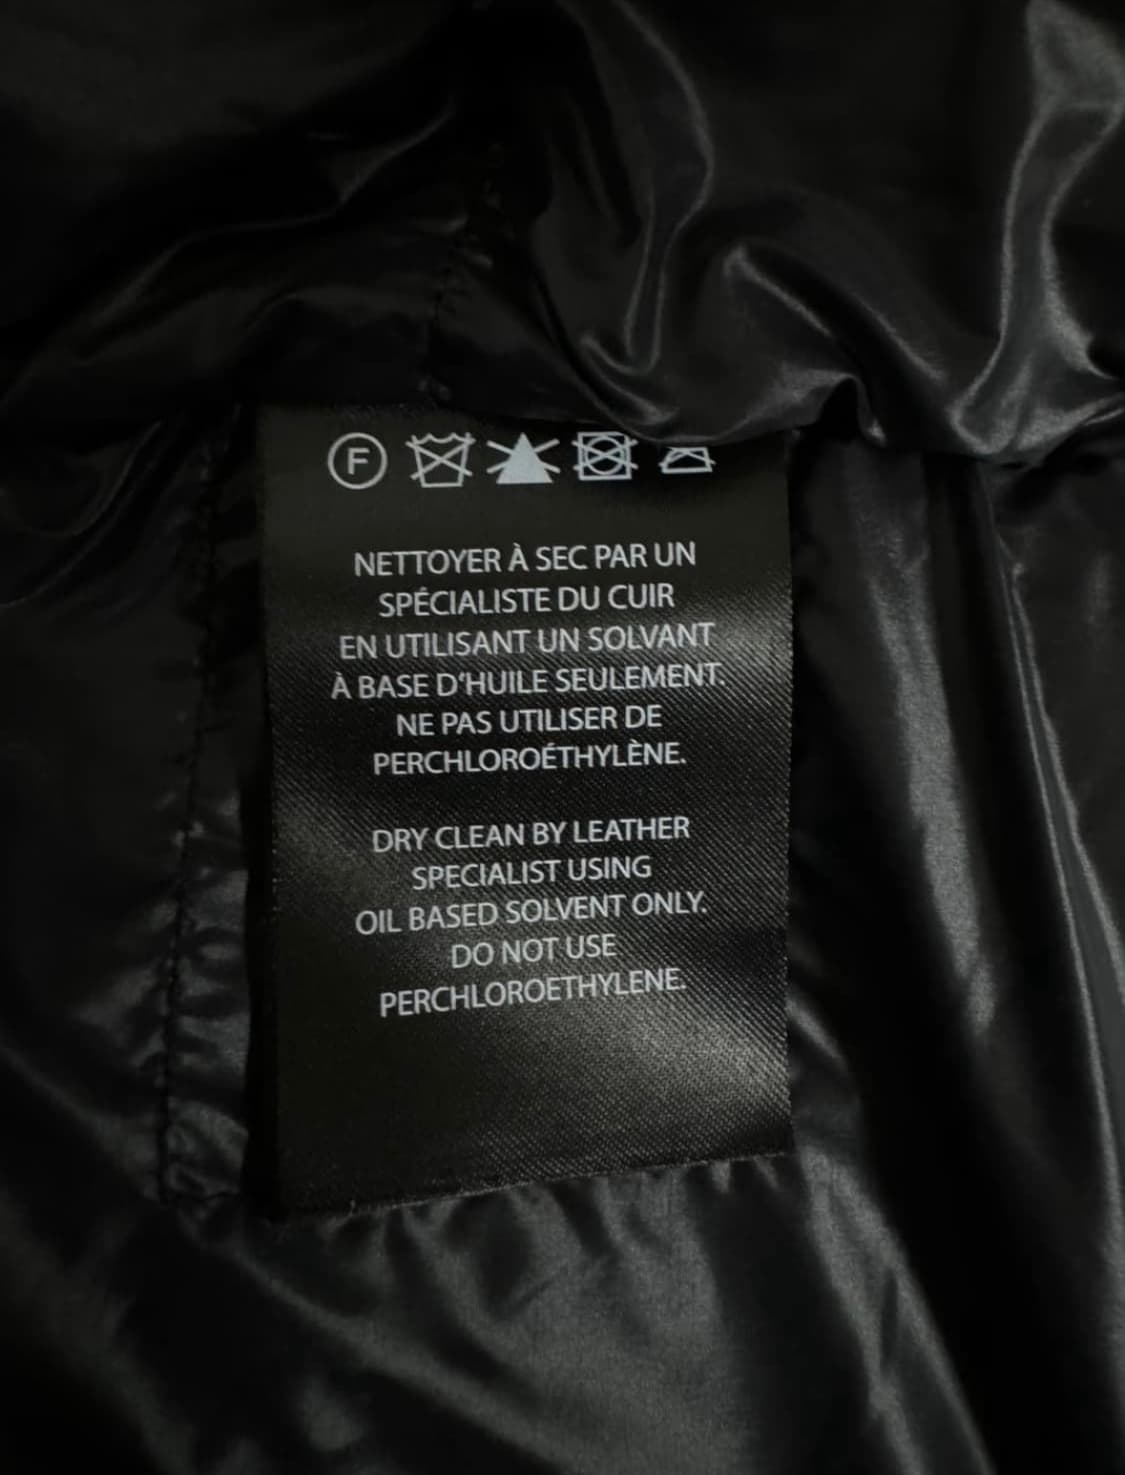 F
NETTOYER À SEC PAR UN
SPÉCIALISTE DU CUIR
EN UTILISANT UN SOLVANT
À BASE D'HUILE SEULEMENT.
NE PAS UTILISER DE
PERCHLOROÉTHYLÈNE.
DRY CLEAN BY LEATHER
SPECIALIST USING
OIL BASED SOLVENT ONLY.
DO NOT USE
PERCHLOROETHYLENE.